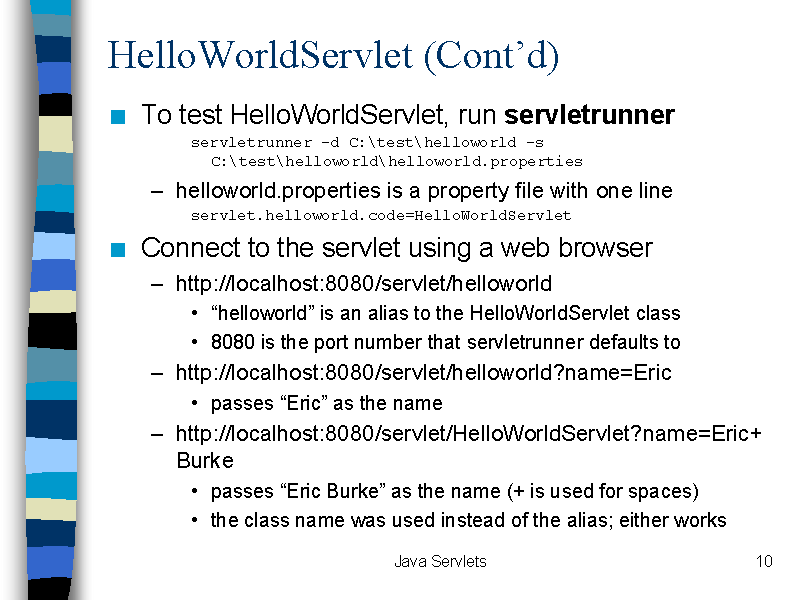 HelloWorldServlet (Cont’d)
■ To test HelloWorldServlet, run servletrunner
servletrunner -d C:\test\helloworld -s
C:\test\helloworld\helloworld.properties
– helloworld.properties is a property file with one line
servlet.helloworld.code=HelloWorldServlet
■ Connect to the servlet using a web browser
– http://localhost:8080/servlet/helloworld
• “helloworld” is an alias to the HelloWorldServlet class
• 8080 is the port number that servletrunner defaults to
– http://localhost:8080/servlet/helloworld?name=Eric
• passes “Eric” as the name
– http://localhost:8080/servlet/HelloWorldServlet?name=Eric+
Burke
• passes “Eric Burke” as the name (+ is used for spaces)
• the class name was used instead of the alias; either works
Java Servlets
10